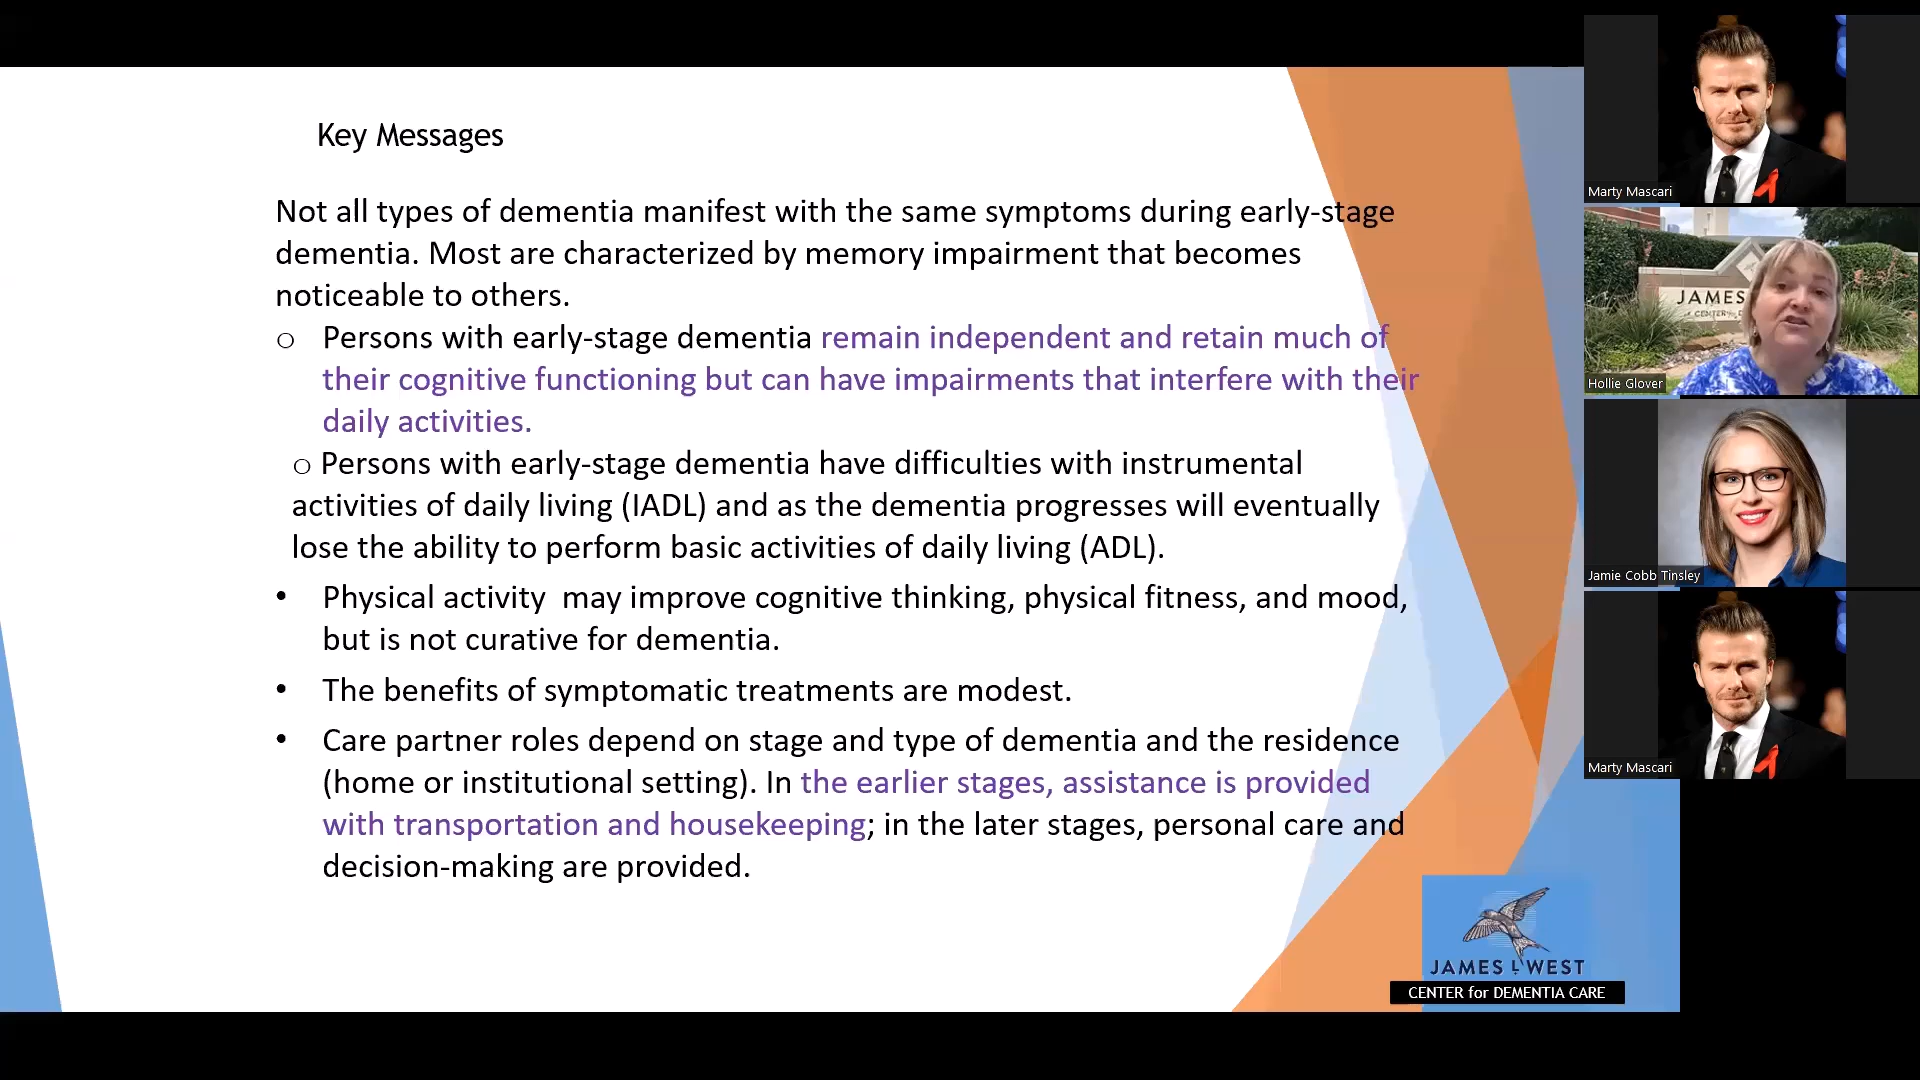 Key Messages
Not all types of dementia manifest with the same symptoms during early-stage
dementia. Most are characterized by memory impairment that becomes
noticeable to others.
o Persons with early-stage dementia remain independent and retain much of
their cognitive functioning but can have impairments that interfere with their
daily activities.
o Persons with early-stage dementia have difficulties with instrumental
activities of daily living (IADL) and as the dementia progresses will eventually
lose the ability to perform basic activities of daily living (ADL).
• Physical activity  may improve cognitive thinking, physical fitness, and mood,
but is not curative for dementia.
• The benefits of symptomatic treatments are modest.
• Care partner roles depend on stage and type of dementia and the residence
(home or institutional setting). In the earlier stages, assistance is provided
with transportation and housekeeping; in the later stages, personal care and
decision-making are provided.
JAMES L WEST
CENTER for DEMENTIA CARE
Marty Mascari
JAMES
Hollie Glover
Jamie Cobb Tinsley
Marty Mascari